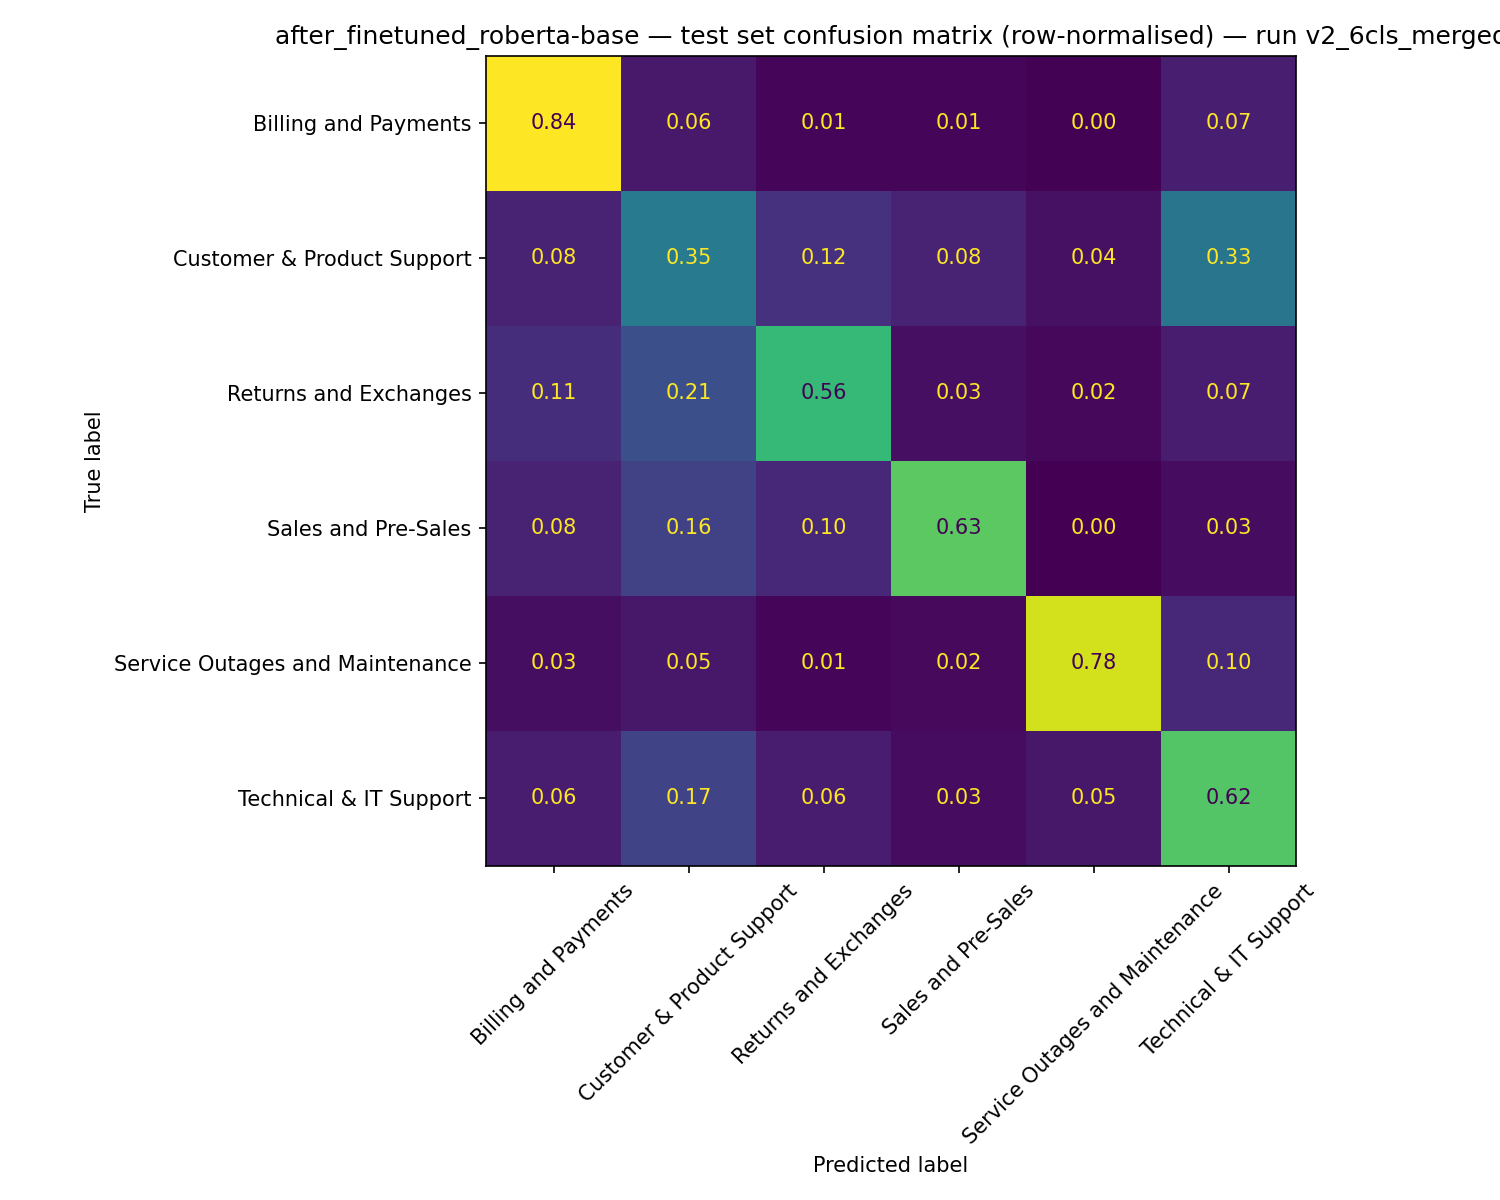 after_finetuned_roberta-base — test set confusion matrix (row-normalised) — run v2_6cls_merged
True label
Billing and Payments 0.84 0.06 0.01 0.01 0.00 0.07
Customer & Product Support 0.08 0.35 0.12 0.08 0.04 0.33
Returns and Exchanges 0.11 0.21 0.56 0.03 0.02 0.07
Sales and Pre-Sales 0.08 0.16 0.10 0.63 0.00 0.03
Service Outages and Maintenance 0.03 0.05 0.01 0.02 0.78 0.10
Technical & IT Support 0.06 0.17 0.06 0.03 0.05 0.62
Billing and Payments
Customer & Product Support
Returns and Exchanges
Sales and Pre-Sales
Service Outages and Maintenance
Technical & IT Support
Predicted label